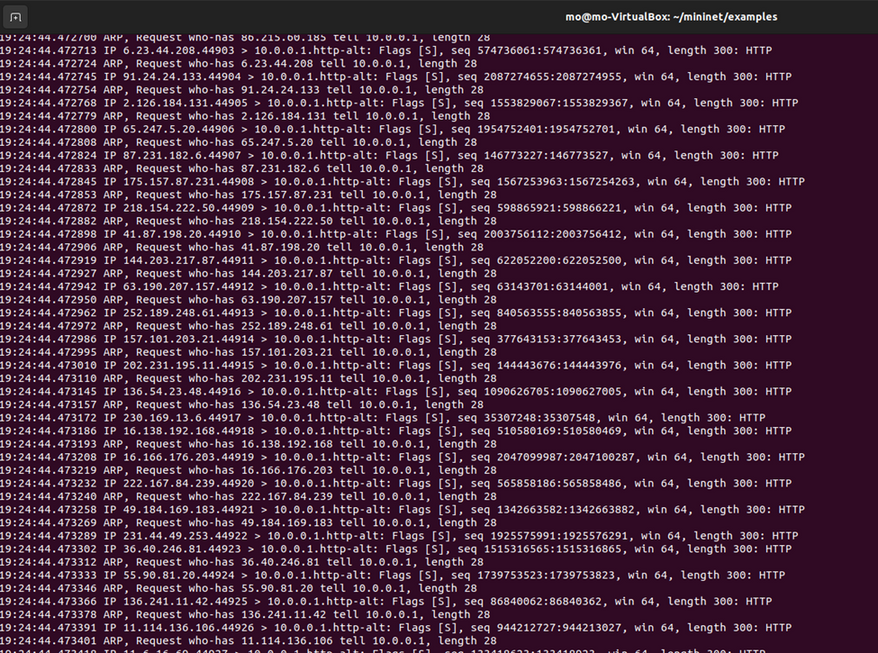 mo@mo-VirtualBox: ~/mininet/examples
19:24:44.472700 ARP, Request who-has 86.215.60.185 tell 10.0.0.1, length 28
19:24:44.472713 IP 6.23.44.208.44903 > 10.0.0.1.http-alt: Flags [S], seq 574736061:574736361, win 64, length 300: HTTP
19:24:44.472724 ARP, Request who-has 6.23.44.208 tell 10.0.0.1, length 28
19:24:44.472745 IP 91.24.24.133.44904 > 10.0.0.1.http-alt: Flags [S], seq 2087274655:2087274955, win 64, length 300: HTTP
19:24:44.472754 ARP, Request who-has 91.24.24.133 tell 10.0.0.1, length 28
19:24:44.472768 IP 2.126.184.131.44905 > 10.0.0.1.http-alt: Flags [S], seq 1553829067:1553829367, win 64, length 300: HTTP
19:24:44.472779 ARP, Request who-has 2.126.184.131 tell 10.0.0.1, length 28
19:24:44.472800 IP 65.247.5.20.44906 > 10.0.0.1.http-alt: Flags [S], seq 1954752401:1954752701, win 64, length 300: HTTP
19:24:44.472808 ARP, Request who-has 65.247.5.20 tell 10.0.0.1, length 28
19:24:44.472824 IP 87.231.182.6.44907 > 10.0.0.1.http-alt: Flags [S], seq 146773227:146773527, win 64, length 300: HTTP
19:24:44.472833 ARP, Request who-has 87.231.182.6 tell 10.0.0.1, length 28
19:24:44.472845 IP 175.157.87.231.44908 > 10.0.0.1.http-alt: Flags [S], seq 1567253963:1567254263, win 64, length 300: HTTP
19:24:44.472853 ARP, Request who-has 175.157.87.231 tell 10.0.0.1, length 28
19:24:44.472872 IP 218.154.222.50.44909 > 10.0.0.1.http-alt: Flags [S], seq 598865921:598866221, win 64, length 300: HTTP
19:24:44.472882 ARP, Request who-has 218.154.222.50 tell 10.0.0.1, length 28
19:24:44.472898 IP 41.87.198.20.44910 > 10.0.0.1.http-alt: Flags [S], seq 2003756112:2003756412, win 64, length 300: HTTP
19:24:44.472906 ARP, Request who-has 41.87.198.20 tell 10.0.0.1, length 28
19:24:44.472919 IP 144.203.217.87.44911 > 10.0.0.1.http-alt: Flags [S], seq 622052200:622052500, win 64, length 300: HTTP
19:24:44.472927 ARP, Request who-has 144.203.217.87 tell 10.0.0.1, length 28
19:24:44.472942 IP 63.190.207.157.44912 > 10.0.0.1.http-alt: Flags [S], seq 63143701:63144001, win 64, length 300: HTTP
19:24:44.472950 ARP, Request who-has 63.190.207.157 tell 10.0.0.1, length 28
19:24:44.472962 IP 252.189.248.61.44913 > 10.0.0.1.http-alt: Flags [S], seq 840563555:840563855, win 64, length 300: HTTP
19:24:44.472972 ARP, Request who-has 252.189.248.61 tell 10.0.0.1, length 28
19:24:44.472986 IP 157.101.203.21.44914 > 10.0.0.1.http-alt: Flags [S], seq 377643153:377643453, win 64, length 300: HTTP
19:24:44.472995 ARP, Request who-has 157.101.203.21 tell 10.0.0.1, length 28
19:24:44.473010 IP 202.231.195.11.44915 > 10.0.0.1.http-alt: Flags [S], seq 144443676:144443976, win 64, length 300: HTTP
19:24:44.473110 ARP, Request who-has 202.231.195.11 tell 10.0.0.1, length 28
19:24:44.473145 IP 136.54.23.48.44916 > 10.0.0.1.http-alt: Flags [S], seq 1090626705:1090627005, win 64, length 300: HTTP
19:24:44.473157 ARP, Request who-has 136.54.23.48 tell 10.0.0.1, length 28
19:24:44.473172 IP 230.169.13.6.44917 > 10.0.0.1.http-alt: Flags [S], seq 35307248:35307548, win 64, length 300: HTTP
19:24:44.473186 IP 16.138.192.168.44918 > 10.0.0.1.http-alt: Flags [S], seq 510580169:510580469, win 64, length 300: HTTP
19:24:44.473193 ARP, Request who-has 16.138.192.168 tell 10.0.0.1, length 28
19:24:44.473208 IP 16.166.176.203.44919 > 10.0.0.1.http-alt: Flags [S], seq 2047099987:2047100287, win 64, length 300: HTTP
19:24:44.473219 ARP, Request who-has 16.166.176.203 tell 10.0.0.1, length 28
19:24:44.473232 IP 222.167.84.239.44920 > 10.0.0.1.http-alt: Flags [S], seq 565858186:565858486, win 64, length 300: HTTP
19:24:44.473240 ARP, Request who-has 222.167.84.239 tell 10.0.0.1, length 28
19:24:44.473258 IP 49.184.169.183.44921 > 10.0.0.1.http-alt: Flags [S], seq 1342663582:1342663882, win 64, length 300: HTTP
19:24:44.473269 ARP, Request who-has 49.184.169.183 tell 10.0.0.1, length 28
19:24:44.473289 IP 231.44.49.253.44922 > 10.0.0.1.http-alt: Flags [S], seq 1925575991:1925576291, win 64, length 300: HTTP
19:24:44.473302 IP 36.40.246.81.44923 > 10.0.0.1.http-alt: Flags [S], seq 1515316565:1515316865, win 64, length 300: HTTP
19:24:44.473312 ARP, Request who-has 36.40.246.81 tell 10.0.0.1, length 28
19:24:44.473333 IP 55.90.81.20.44924 > 10.0.0.1.http-alt: Flags [S], seq 1739753523:1739753823, win 64, length 300: HTTP
19:24:44.473346 ARP, Request who-has 55.90.81.20 tell 10.0.0.1, length 28
19:24:44.473366 IP 136.241.11.42.44925 > 10.0.0.1.http-alt: Flags [S], seq 86840062:86840362, win 64, length 300: HTTP
19:24:44.473378 ARP, Request who-has 136.241.11.42 tell 10.0.0.1, length 28
19:24:44.473391 IP 11.114.136.106.44926 > 10.0.0.1.http-alt: Flags [S], seq 944212727:944213027, win 64, length 300: HTTP
19:24:44.473401 ARP, Request who-has 11.114.136.106 tell 10.0.0.1, length 28